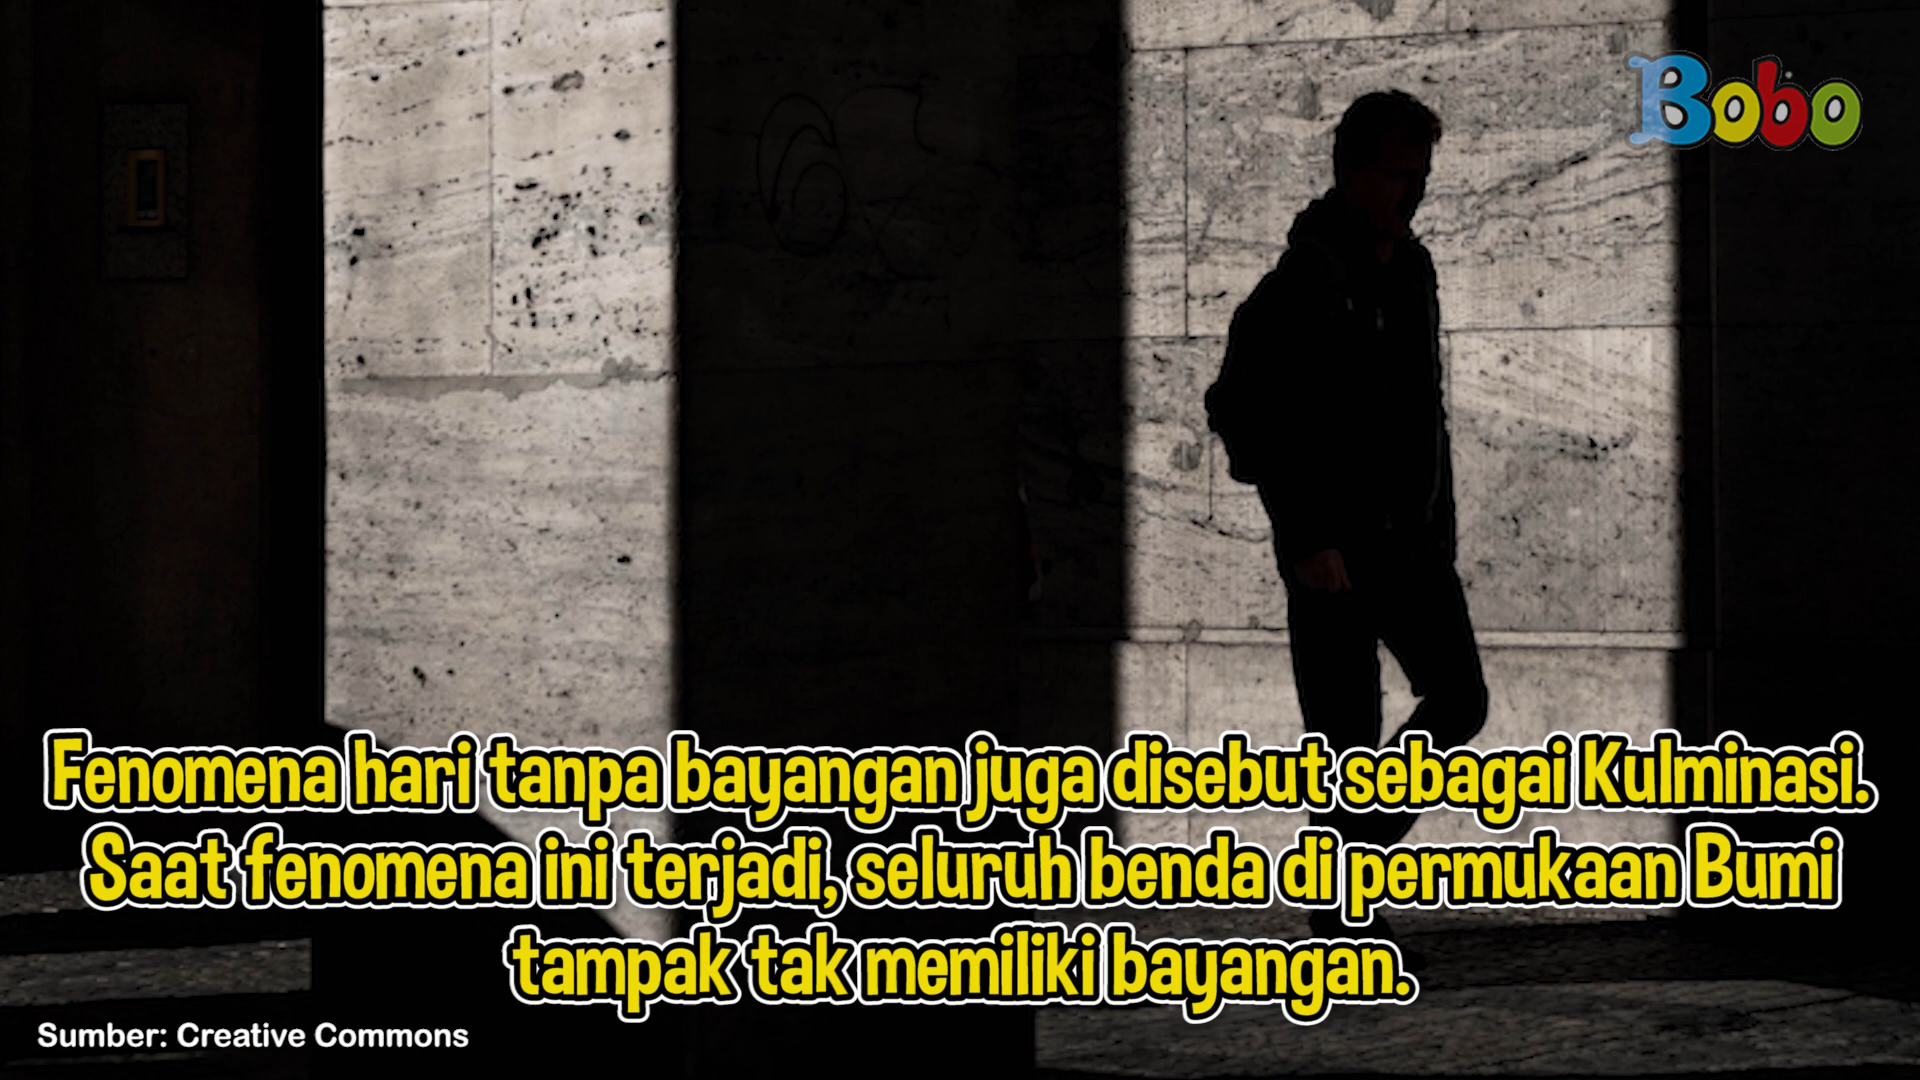 Bobo
Fenomena hari tanpa bayangan juga disebut sebagai Kulminasi.
Saat fenomena ini terjadi, seluruh benda di permukaan Bumi
tampak tak memiliki bayangan.
Sumber: Creative Commons